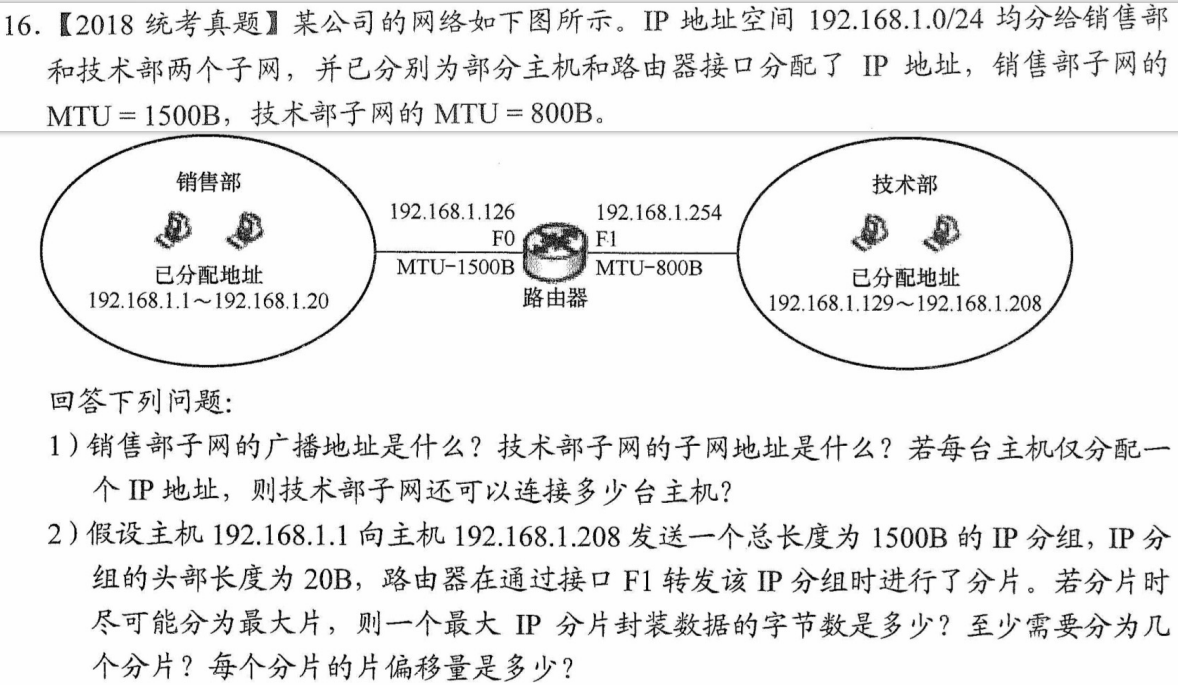 16.【2018 统考真题】某公司的网络如下图所示。IP 地址空间 192.168.1.0/24 均分给销售部
和技术部两个子网，并已分别为部分主机和路由器接口分配了 IP 地址，销售部子网的
MTU = 1500B，技术部子网的 MTU = 800B。
销售部
已分配地址
192.168.1.1～192.168.1.20
192.168.1.126
F0
MTU-1500B
路由器
192.168.1.254
F1
MTU-800B
技术部
已分配地址
192.168.1.129～192.168.1.208
回答下列问题：
1）销售部子网的广播地址是什么？技术部子网的子网地址是什么？若每台主机仅分配一
个 IP 地址，则技术部子网还可以连接多少台主机？
2）假设主机 192.168.1.1 向主机 192.168.1.208 发送一个总长度为 1500B 的 IP 分组，IP 分
组的头部长度为 20B，路由器在通过接口 F1 转发该 IP 分组时进行了分片。若分片时
尽可能分为最大片，则一个最大 IP 分片封装数据的字节数是多少？至少需要分为几
个分片？每个分片的片偏移量是多少？